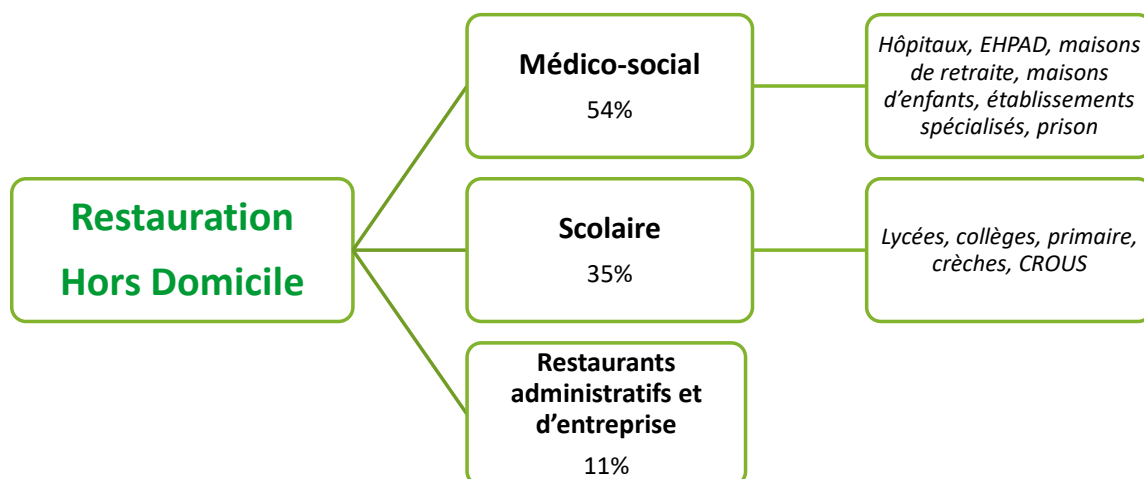 Restauration
Hors Domicile
Médico-social
54%
Hôpitaux, EHPAD, maisons
de retraite, maisons
d'enfants, établissements
spécialisés, prison
Scolaire
35%
Lycées, collèges, primaire,
crèches, CROUS
Restaurants
administratifs et
d'entreprise
11%